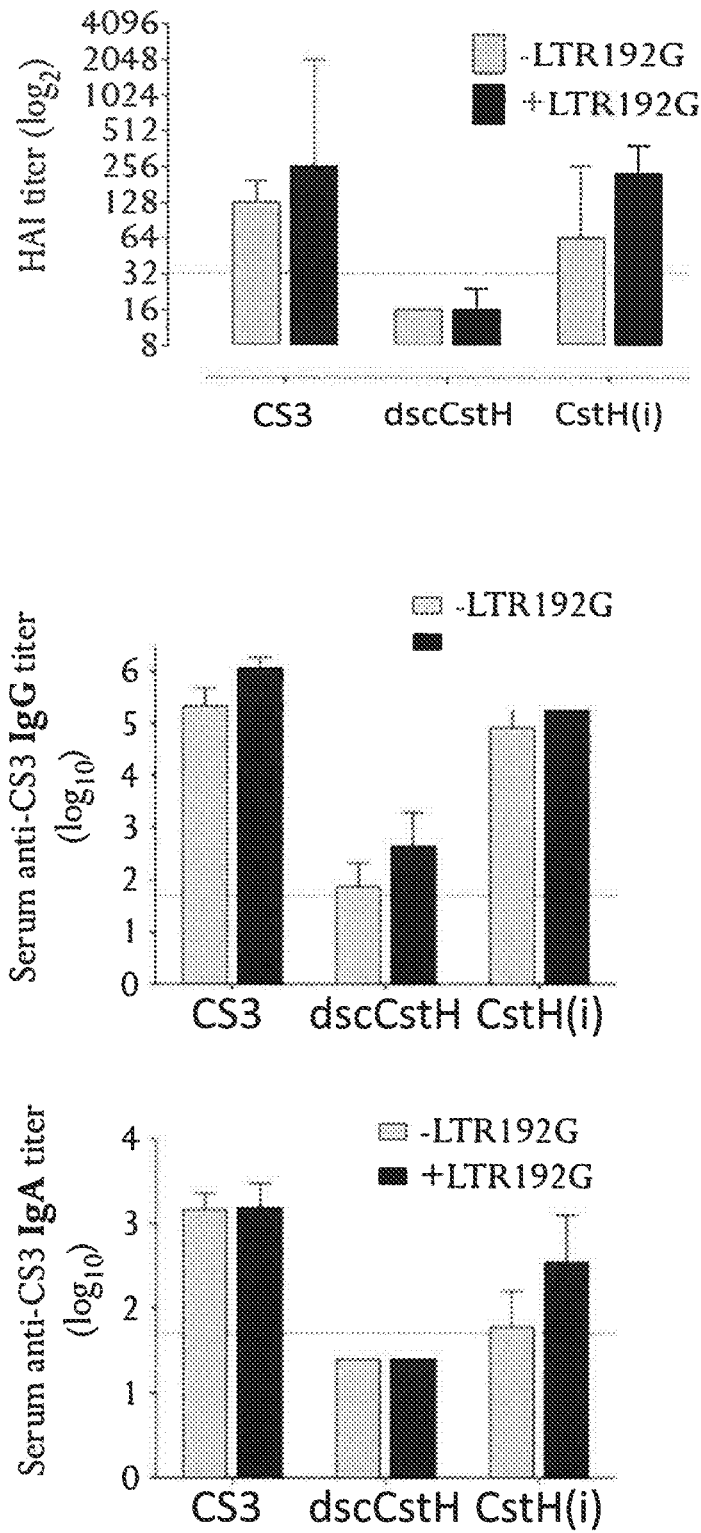 4096
2048
1024
512
256
128
64
32
16
8
HAI titer (log2)
-LTR192G
+LTR192G
CS3 dscCstH CstH(i)
-LTR192G
6
5
4
3
2
1
0
Serum anti-CS3 IgG titer
(log10)
CS3 dscCstH CstH(i)
-LTR192G
+LTR192G
4
3
2
1
0
Serum anti-CS3 IgA titer
(log10)
CS3 dscCstH CstH(i)